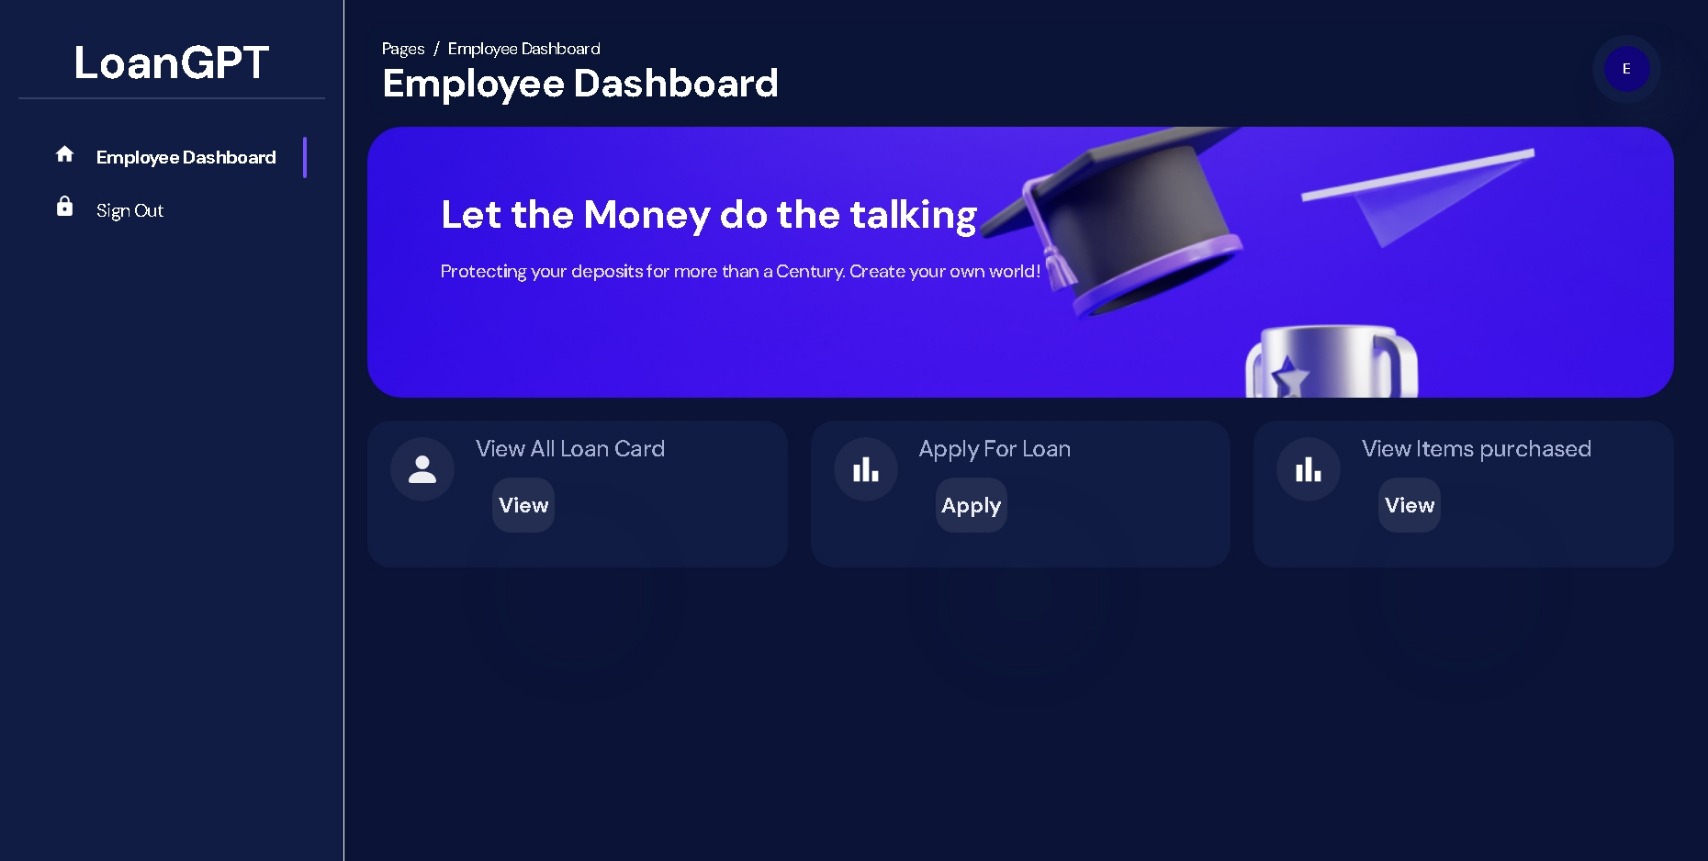 LoanGPT
Employee Dashboard
Sign Out
Pages / Employee Dashboard
Employee Dashboard
E
Let the Money do the talking
Protecting your deposits for more than a Century. Create your own world!
View All Loan Card
View
Apply For Loan
Apply
View Items purchased
View